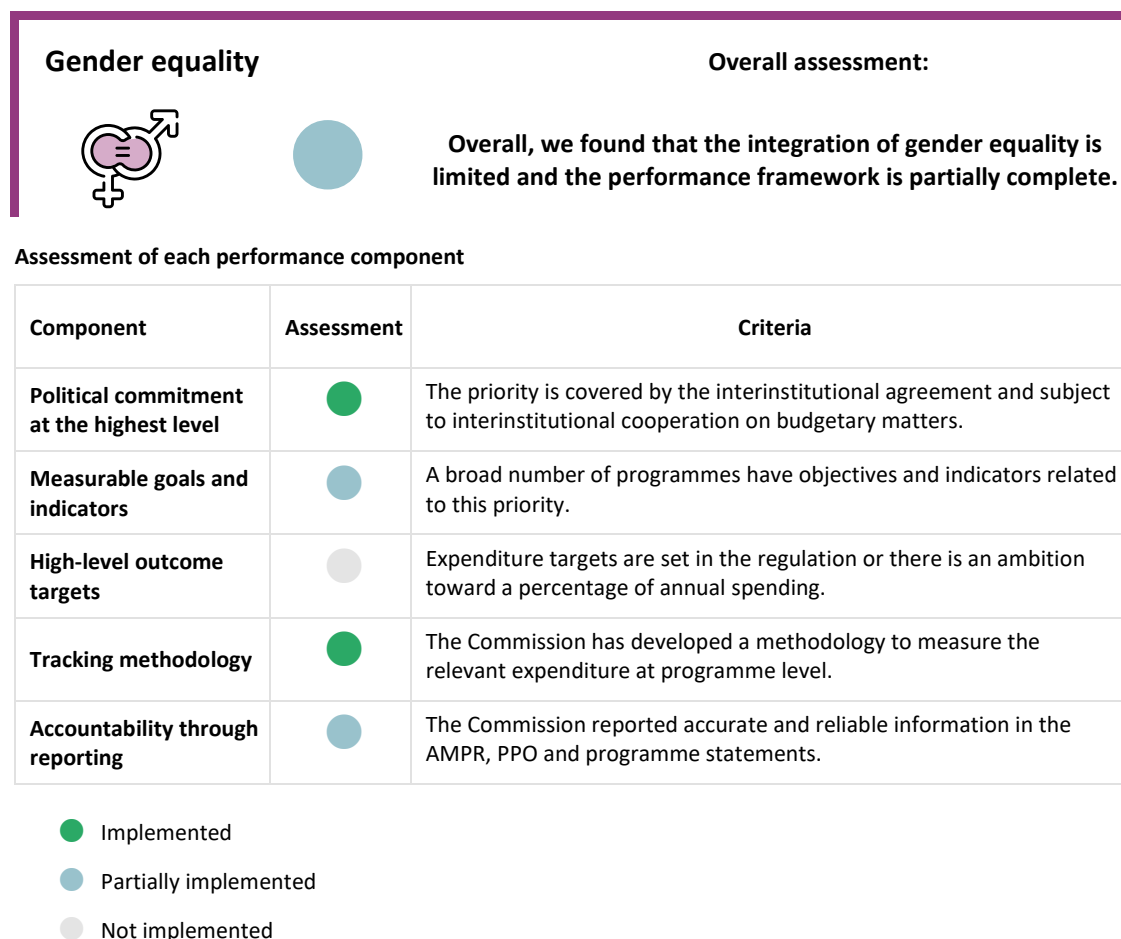 Gender equality
Overall assessment:
=
Overall, we found that the integration of gender equality is
limited and the performance framework is partially complete.
Assessment of each performance component
Component
Assessment
Criteria
Political commitment
at the highest level
The priority is covered by the interinstitutional agreement and subject
to interinstitutional cooperation on budgetary matters.
Measurable goals and
indicators
A broad number of programmes have objectives and indicators related
to this priority.
High-level outcome
targets
Expenditure targets are set in the regulation or there is an ambition
toward a percentage of annual spending.
Tracking methodology
The Commission has developed a methodology to measure the
relevant expenditure at programme level.
Accountability through
reporting
The Commission reported accurate and reliable information in the
AMPR, PPO and programme statements.
Implemented
Partially implemented
Not implemented